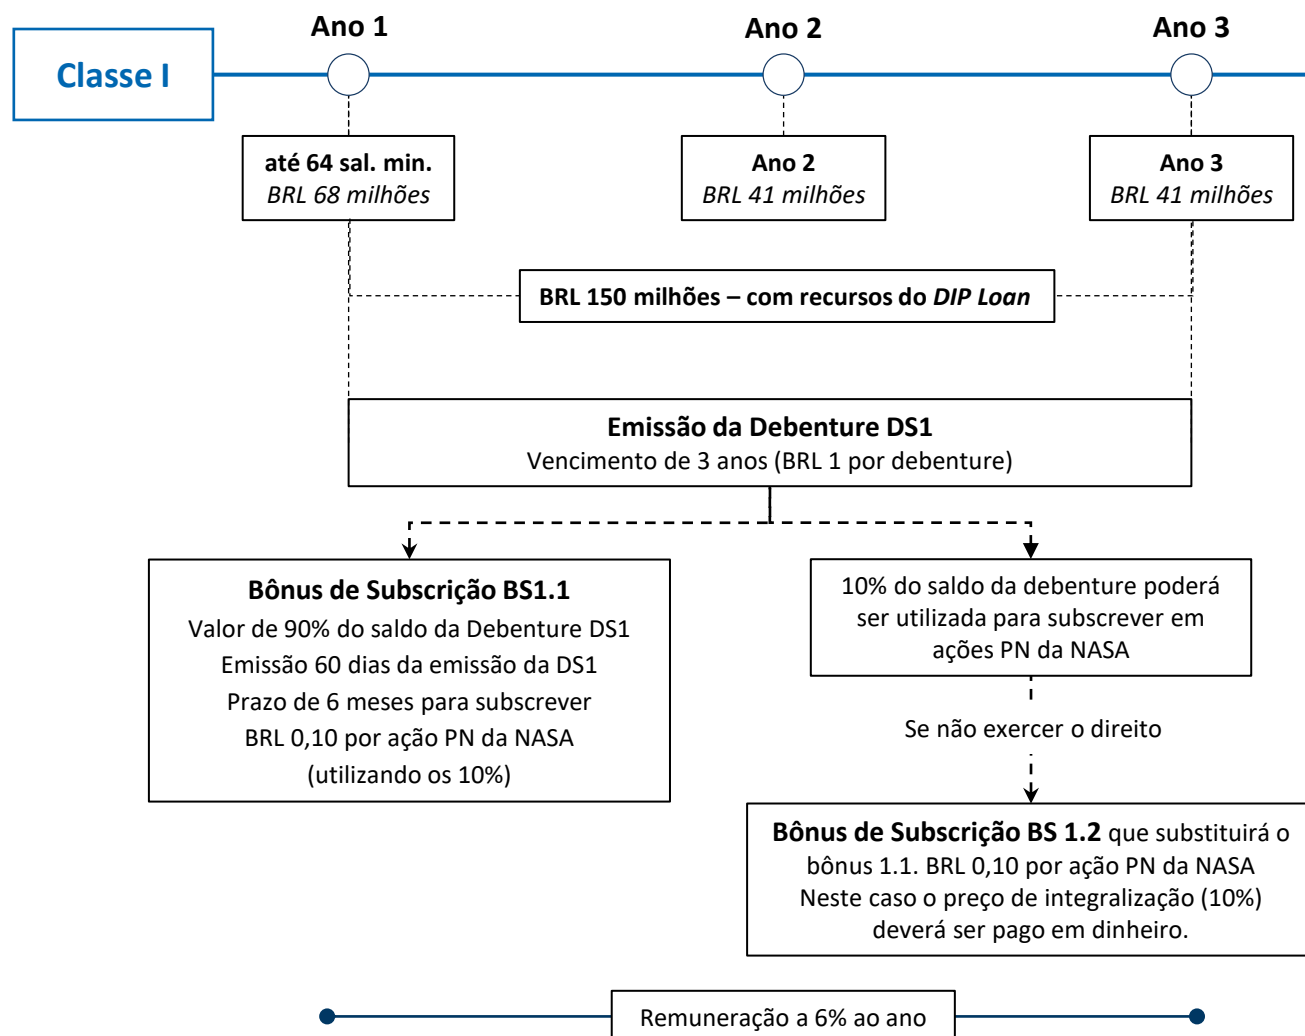 Ano 1
Ano 2
Ano 3
Classe I
até 64 sal. min.
BRL 68 milhões
Ano 2
BRL 41 milhões
Ano 3
BRL 41 milhões
BRL 150 milhões – com recursos do DIP Loan
Emissão da Debenture DS1
Vencimento de 3 anos (BRL 1 por debenture)
Bônus de Subscrição BS1.1
Valor de 90% do saldo da Debenture DS1
Emissão 60 dias da emissão da DS1
Prazo de 6 meses para subscrever
BRL 0,10 por ação PN da NASA
(utilizando os 10%)
10% do saldo da debenture poderá
ser utilizada para subscrever em
ações PN da NASA
Se não exercer o direito
Bônus de Subscrição BS 1.2 que substituirá o
bônus 1.1. BRL 0,10 por ação PN da NASA
Neste caso o preço de integralização (10%)
deverá ser pago em dinheiro.
Remuneração a 6% ao ano